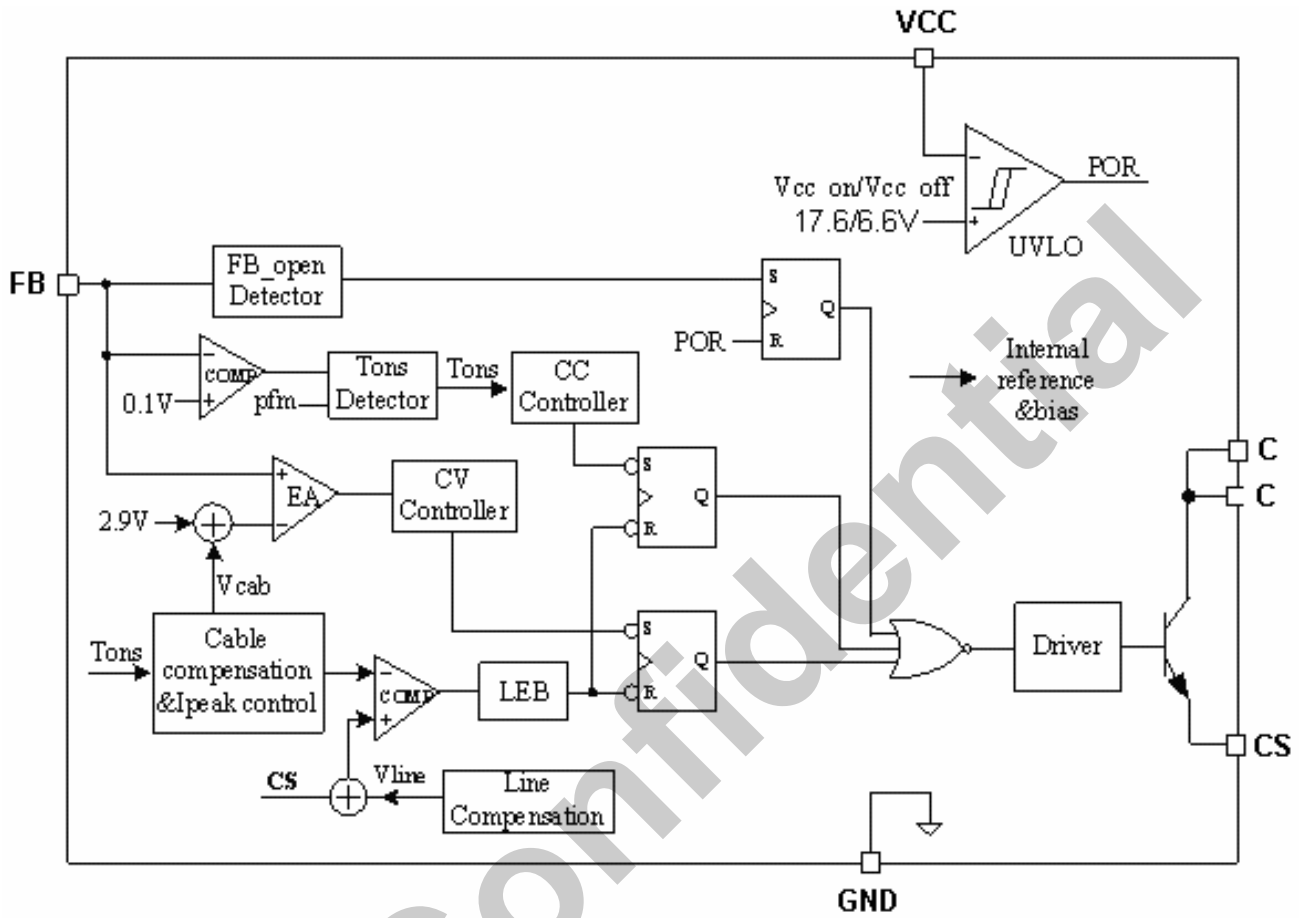 VCC
Vcc on/Vcc off
17.6/6.6V
−
+
UVLO
POR
FB
FB_open
Detector
S
Q
R
POR
−
COMP
+
0.1V
pfm
Tons
Detector
Tons
CC
Controller
Internal
reference
&bias
C
C
2.9V
+
+
EA
−
CV
Controller
S
Q
R
Vcab
Tons
Cable
compensation
&Ipeak control
−
COMP
+
LEB
S
Q
R
Driver
CS
CS
+
Vline
Line
Compensation
GND
Confidential